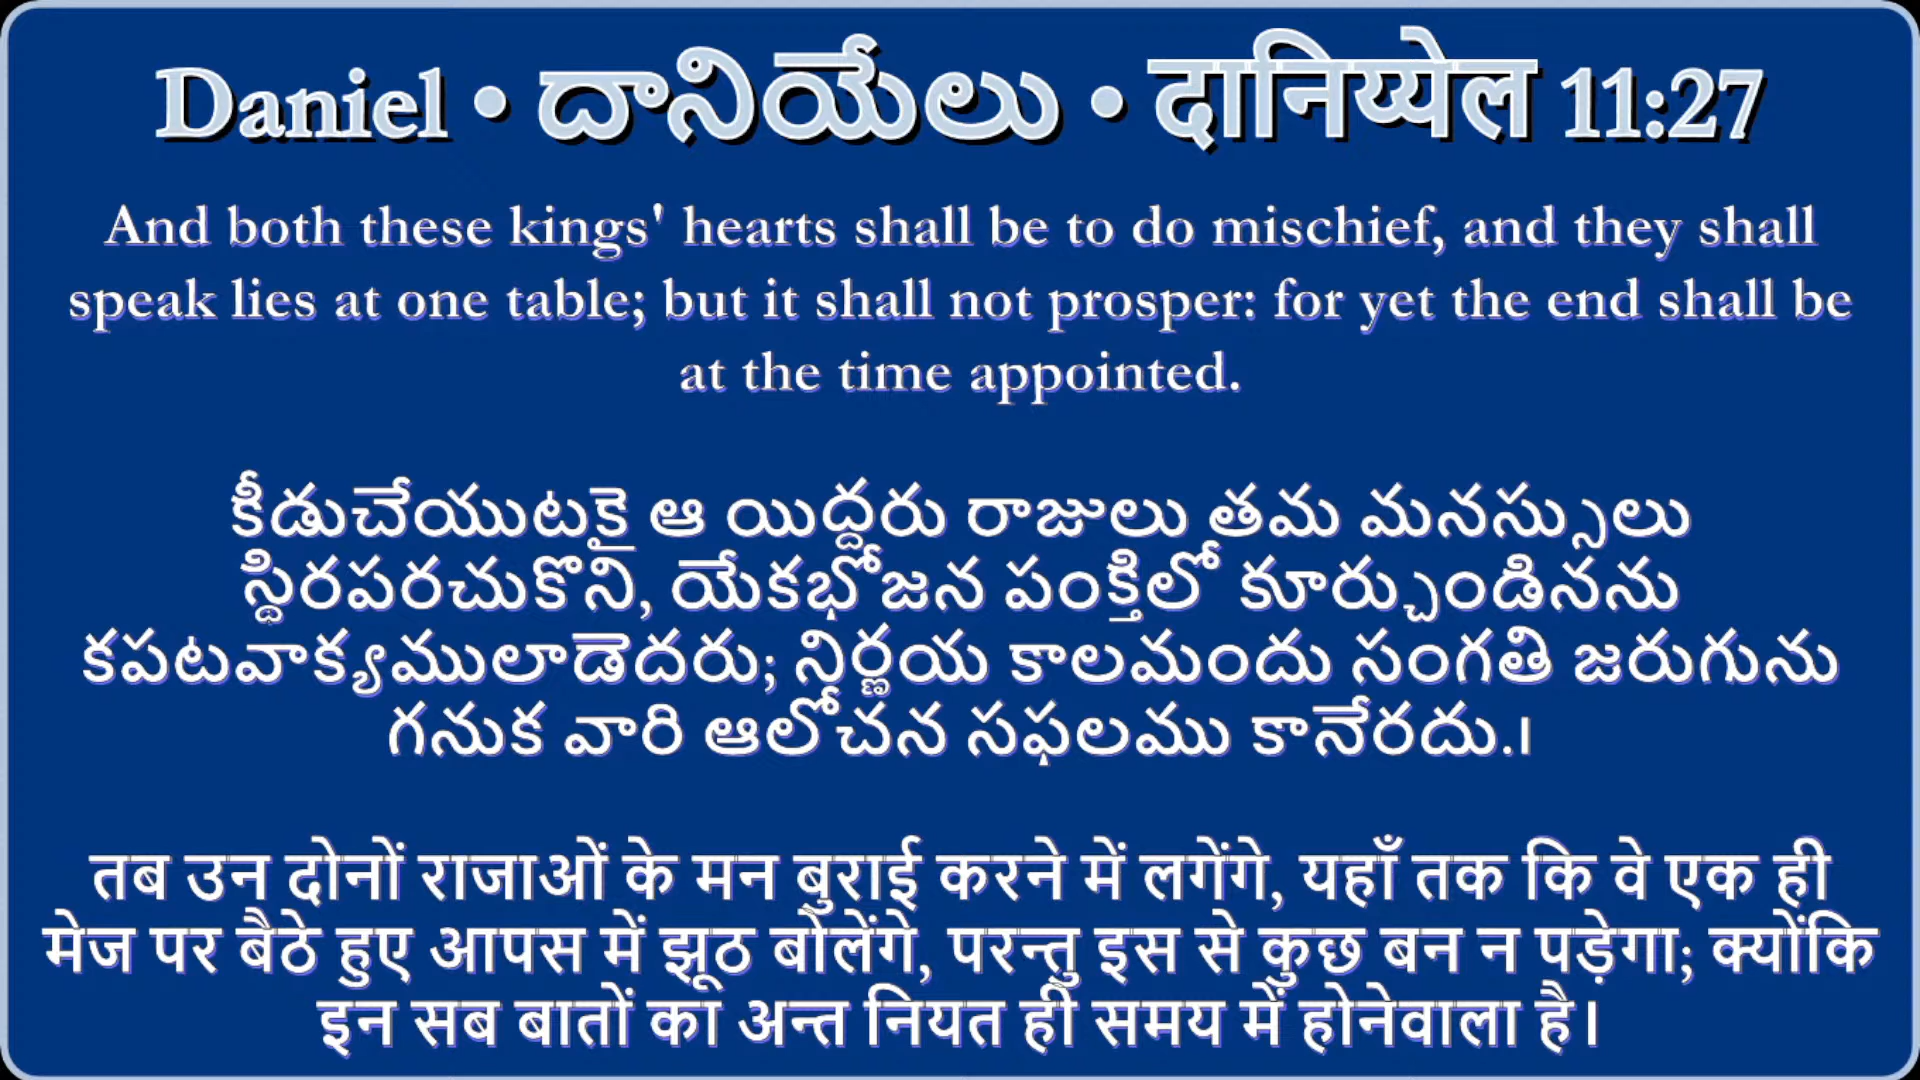 Daniel • దానియేలు • दानिय्येल 11:27
And both these kings' hearts shall be to do mischief, and they shall
speak lies at one table; but it shall not prosper: for yet the end shall be
at the time appointed.
కీడుచేయుటకై ఆ యిద్దరు రాజులు తమ మనస్సులు
స్థిరపరచుకొని, యేకభోజన పంక్తిలో కూర్చుండినను
కపటవాక్యములాడెదరు; నిర్ణయ కాలమందు సంగతి జరుగును
గనుక వారి ఆలోచన సఫలము కానేరదు.।
तब उन दोनों राजाओं के मन बुराई करने में लगेंगे, यहाँ तक कि वे एक ही
मेज पर बैठे हुए आपस में झूठ बोलेंगे, परन्तु इस से कुछ बन न पड़ेगा; क्योंकि
इन सब बातों का अन्त नियत ही समय में होनेवाला है।